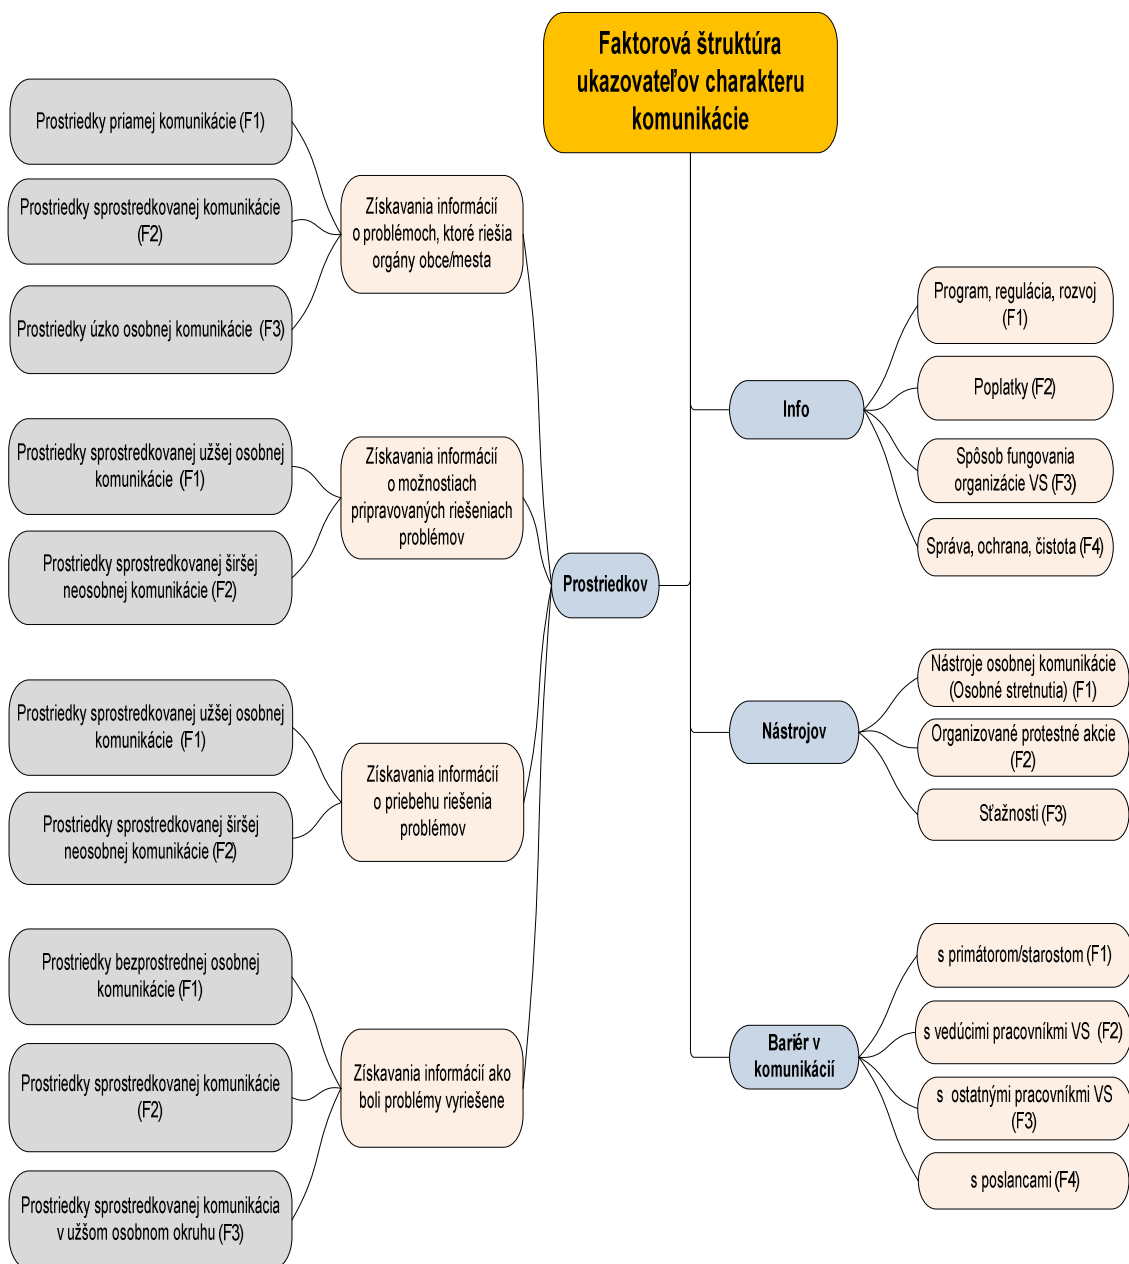 Faktorová štruktúra
ukazovateľov charakteru
komunikácie
Prostriedky priamej komunikácie (F1)
Prostriedky sprostredkovanej komunikácie
(F2)
Prostriedky úzko osobnej komunikácie (F3)
Získavania informácií
o problémoch, ktoré riešia
orgány obce/mesta
Prostriedky sprostredkovanej užšej osobnej
komunikácie (F1)
Prostriedky sprostredkovanej širšej
neosobnej komunikácie (F2)
Získavania informácií
o možnostiach
pripravovaných riešeniach
problémov
Prostriedky sprostredkovanej užšej osobnej
komunikácie (F1)
Prostriedky sprostredkovanej širšej
neosobnej komunikácie (F2)
Získavania informácií
o priebehu riešenia
problémov
Prostriedky bezprostrednej osobnej
komunikácie (F1)
Prostriedky sprostredkovanej komunikácie
(F2)
Prostriedky sprostredkovanej komunikácia
v užšom osobnom okruhu (F3)
Získavania informácií ako
boli problémy vyriešene
Prostriedkov
Info
Program, regulácia, rozvoj
(F1)
Poplatky (F2)
Spôsob fungovania
organizácie VS (F3)
Správa, ochrana, čistota (F4)
Nástrojov
Nástroje osobnej komunikácie
(Osobné stretnutia) (F1)
Organizované protestné akcie
(F2)
Sťažnosti (F3)
Bariér v
komunikácií
s primátorom/starostom (F1)
s vedúcimi pracovníkmi VS (F2)
s ostatnými pracovníkmi VS
(F3)
s poslancami (F4)